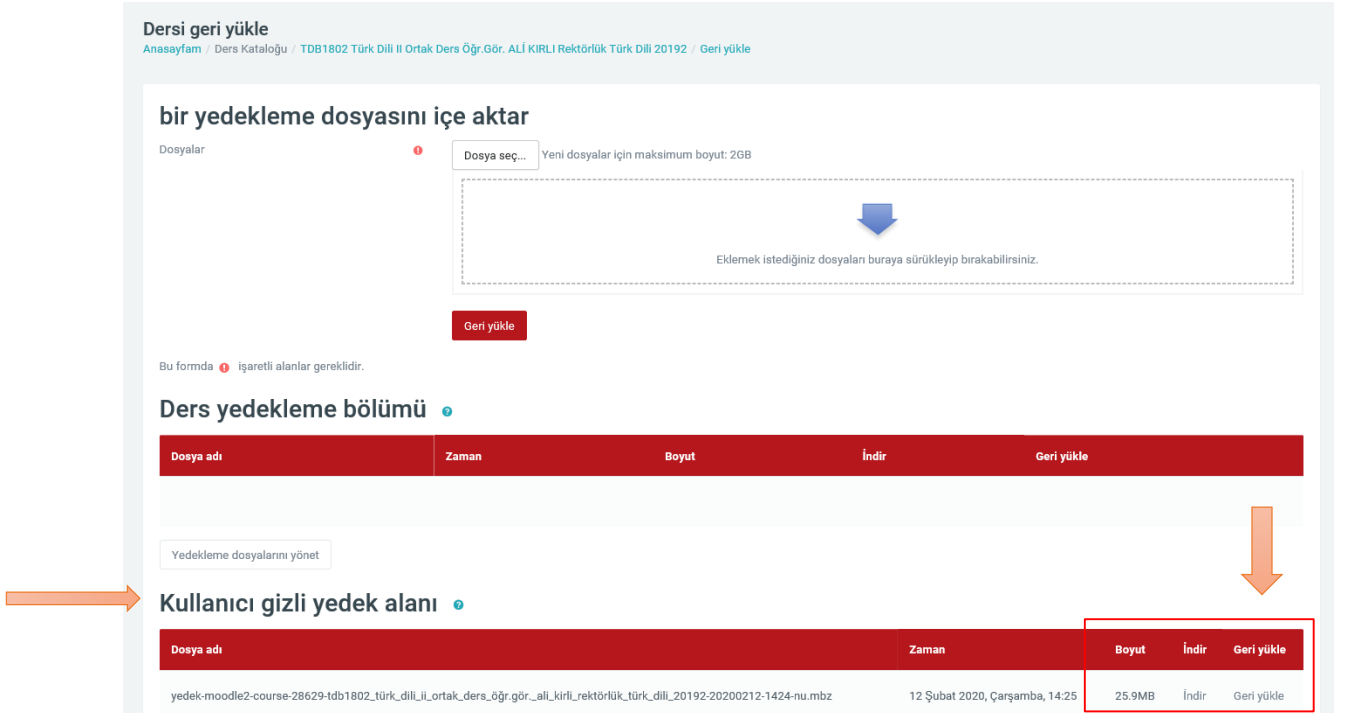 Dersi geri yükle
Anasayfam / Ders Kataloğu / TDB1802 Türk Dili II Ortak Ders Öğr.Gör. ALİ KIRLI Rektörlük Türk Dili 20192 / Geri yükle
bir yedekleme dosyasını içe aktar
Dosyalar
Dosya seç... Yeni dosyalar için maksimum boyut: 2GB
Eklemek istediğiniz dosyaları buraya sürükleyip bırakabilirsiniz.
Geri yükle
Bu formda işaretli alanlar gereklidir.
Ders yedekleme bölümü
Dosya adı Zaman Boyut İndir Geri yükle
Yedekleme dosyalarını yönet
Kullanıcı gizli yedek alanı
Dosya adı Zaman Boyut İndir Geri yükle
yedek-moodle2-course-28629-tdb1802_türk_dili_ii_ortak_ders_öğr.gör._ali_kirli_rektörlük_türk_dili_20192-20200212-1424-nu.mbz 12 Şubat 2020, Çarşamba, 14:25 25.9MB İndir Geri yükle